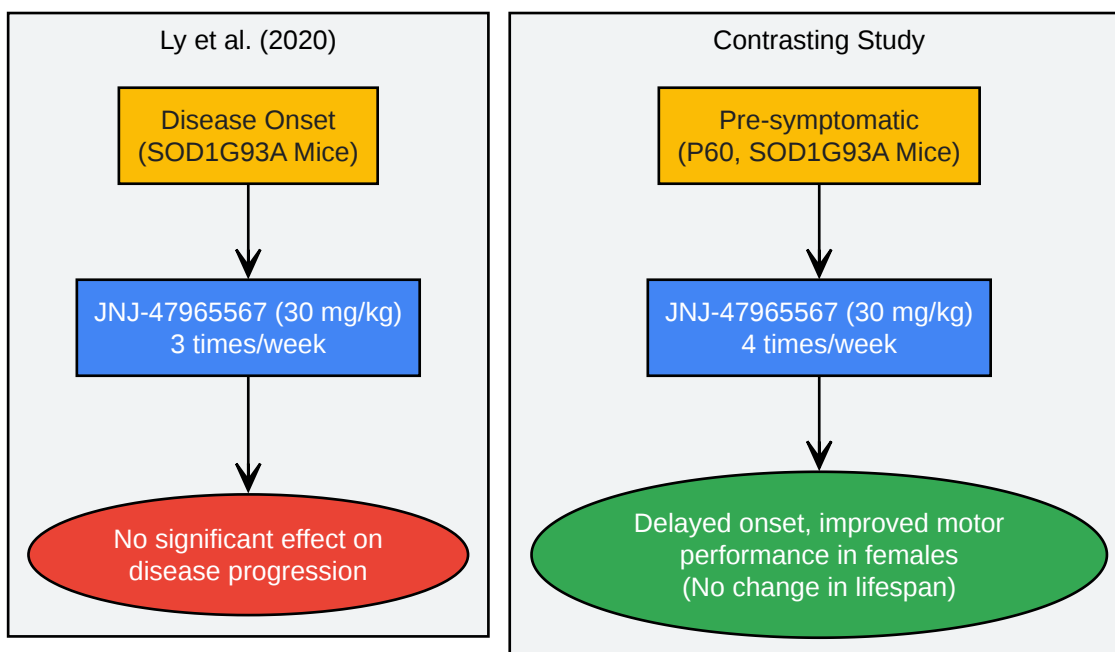 Ly et al. (2020)
Disease Onset
(SOD1G93A Mice)
JNJ-47965567 (30 mg/kg)
3 times/week
No significant effect on
disease progression
Contrasting Study
Pre-symptomatic
(P60, SOD1G93A Mice)
JNJ-47965567 (30 mg/kg)
4 times/week
Delayed onset, improved motor
performance in females
(No change in lifespan)